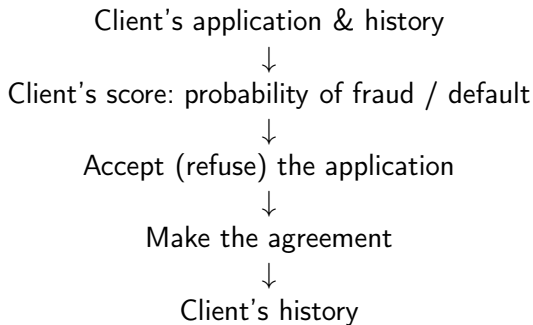 Client's application & history
↓
Client's score: probability of fraud / default
↓
Accept (refuse) the application
↓
Make the agreement
↓
Client's history